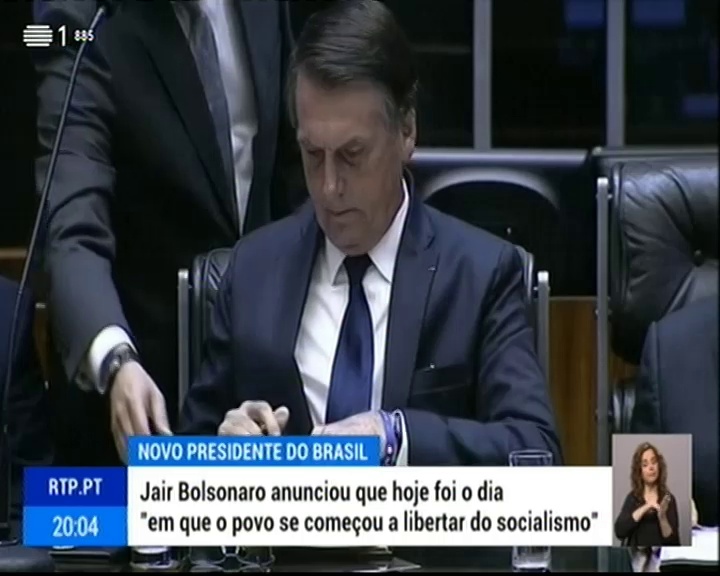 1 885
NOVO PRESIDENTE DO BRASIL
RTP.PT
20:04
Jair Bolsonaro anunciou que hoje foi o dia
"em que o povo se começou a libertar do socialismo"